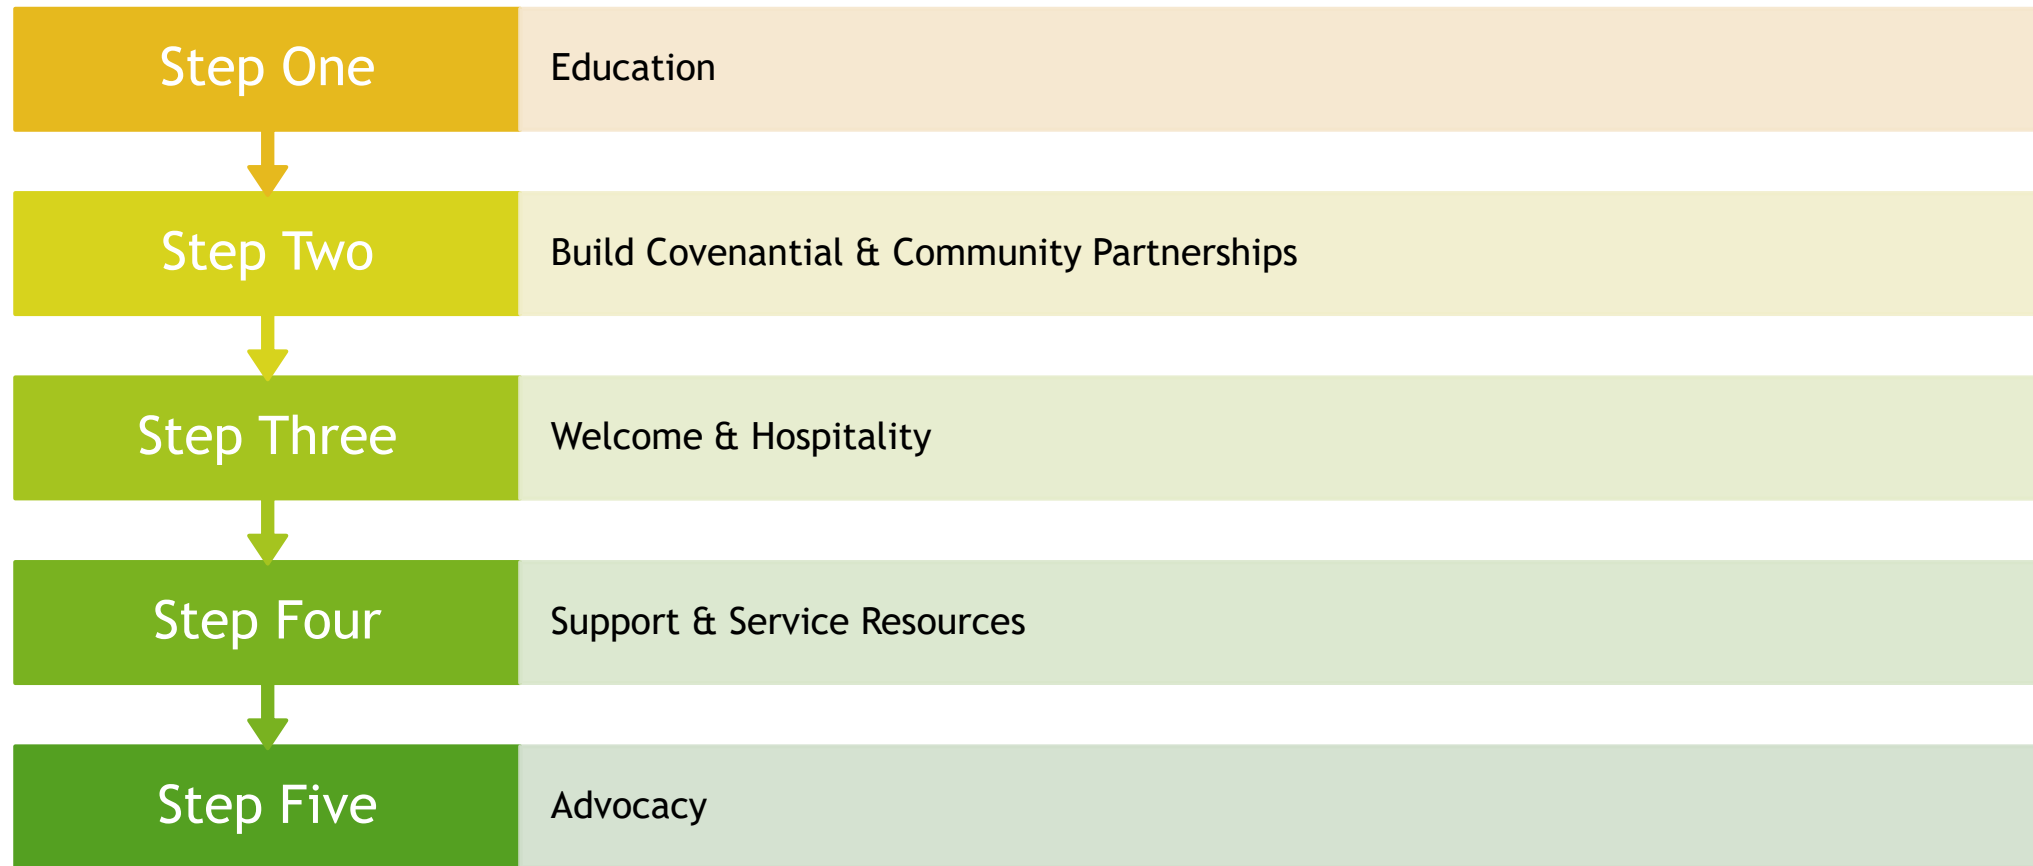 Step One
Education
Step Two
Build Covenantial & Community Partnerships
Step Three
Welcome & Hospitality
Step Four
Support & Service Resources
Step Five
Advocacy